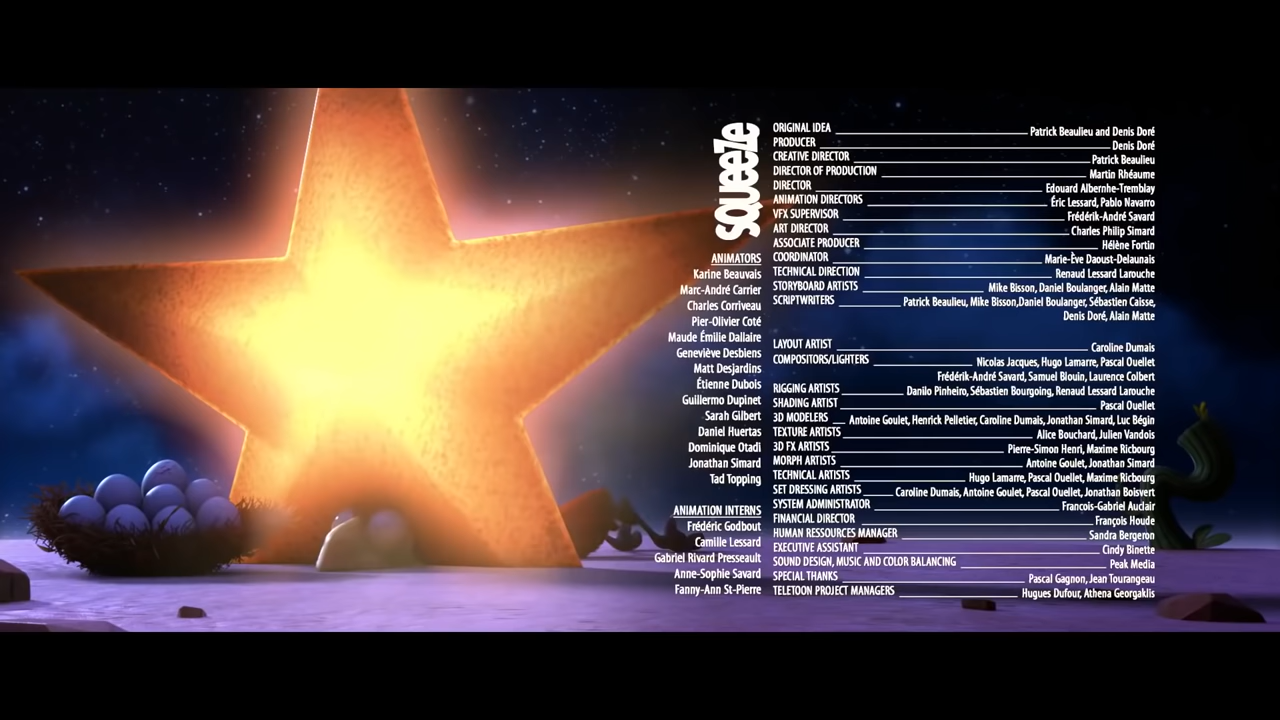 squeeze
ANIMATORS
Karine Beauvais
Marc-André Carrier
Charles Corriveau
Pier-Olivier Coté
Maude Émilie Dallaire
Geneviève Desbiens
Matt Desjardins
Étienne Dubois
Guillermo Dupinet
Sarah Gilbert
Daniel Huertas
Dominique Otadi
Jonathan Simard
Tad Topping
ANIMATION INTERNS
Frédéric Godbout
Camille Lessard
Gabriel Rivard Presseault
Anne-Sophie Savard
Fanny-Ann St-Pierre
ORIGINAL IDEA Patrick Beaulieu and Denis Doré
PRODUCER Denis Doré
CREATIVE DIRECTOR Patrick Beaulieu
DIRECTOR OF PRODUCTION Martin Rhéaume
DIRECTOR Edouard Albernhe-Tremblay
ANIMATION DIRECTORS Éric Lessard, Pablo Navarro
VFX SUPERVISOR Frédérik-André Savard
ART DIRECTOR Charles Philip Simard
ASSOCIATE PRODUCER Hélène Fortin
COORDINATOR Marie-Ève Daoust-Delaunais
TECHNICAL DIRECTION Renaud Lessard Larouche
STORYBOARD ARTISTS Mike Bisson, Daniel Boulanger, Alain Matte
SCRIPTWRITERS Patrick Beaulieu, Mike Bisson,Daniel Boulanger, Sébastien Caisse,
Denis Doré, Alain Matte
LAYOUT ARTIST Caroline Dumais
COMPOSITORS/LIGHTERS Nicolas Jacques, Hugo Lamarre, Pascal Ouellet
Frédérik-André Savard, Samuel Blouin, Laurence Colbert
RIGGING ARTISTS Danilo Pinheiro, Sébastien Bourgoing, Renaud Lessard Larouche
SHADING ARTIST Pascal Ouellet
3D MODELERS Antoine Goulet, Henrick Pelletier, Caroline Dumais, Jonathan Simard, Luc Bégin
TEXTURE ARTISTS Alice Bouchard, Julien Vandois
3D FX ARTISTS Pierre-Simon Henri, Maxime Ricbourg
MORPH ARTISTS Antoine Goulet, Jonathan Simard
TECHNICAL ARTISTS Hugo Lamarre, Pascal Ouellet, Maxime Ricbourg
SET DRESSING ARTISTS Caroline Dumais, Antoine Goulet, Pascal Ouellet, Jonathan Boisvert
SYSTEM ADMINISTRATOR Francois-Gabriel Auclair
FINANCIAL DIRECTOR François Houde
HUMAN RESSOURCES MANAGER Sandra Bergeron
EXECUTIVE ASSISTANT Cindy Binette
SOUND DESIGN, MUSIC AND COLOR BALANCING Peak Media
SPECIAL THANKS Pascal Gagnon, Jean Tourangeau
TELETOON PROJECT MANAGERS Hugues Dufour, Athena Georgaklis